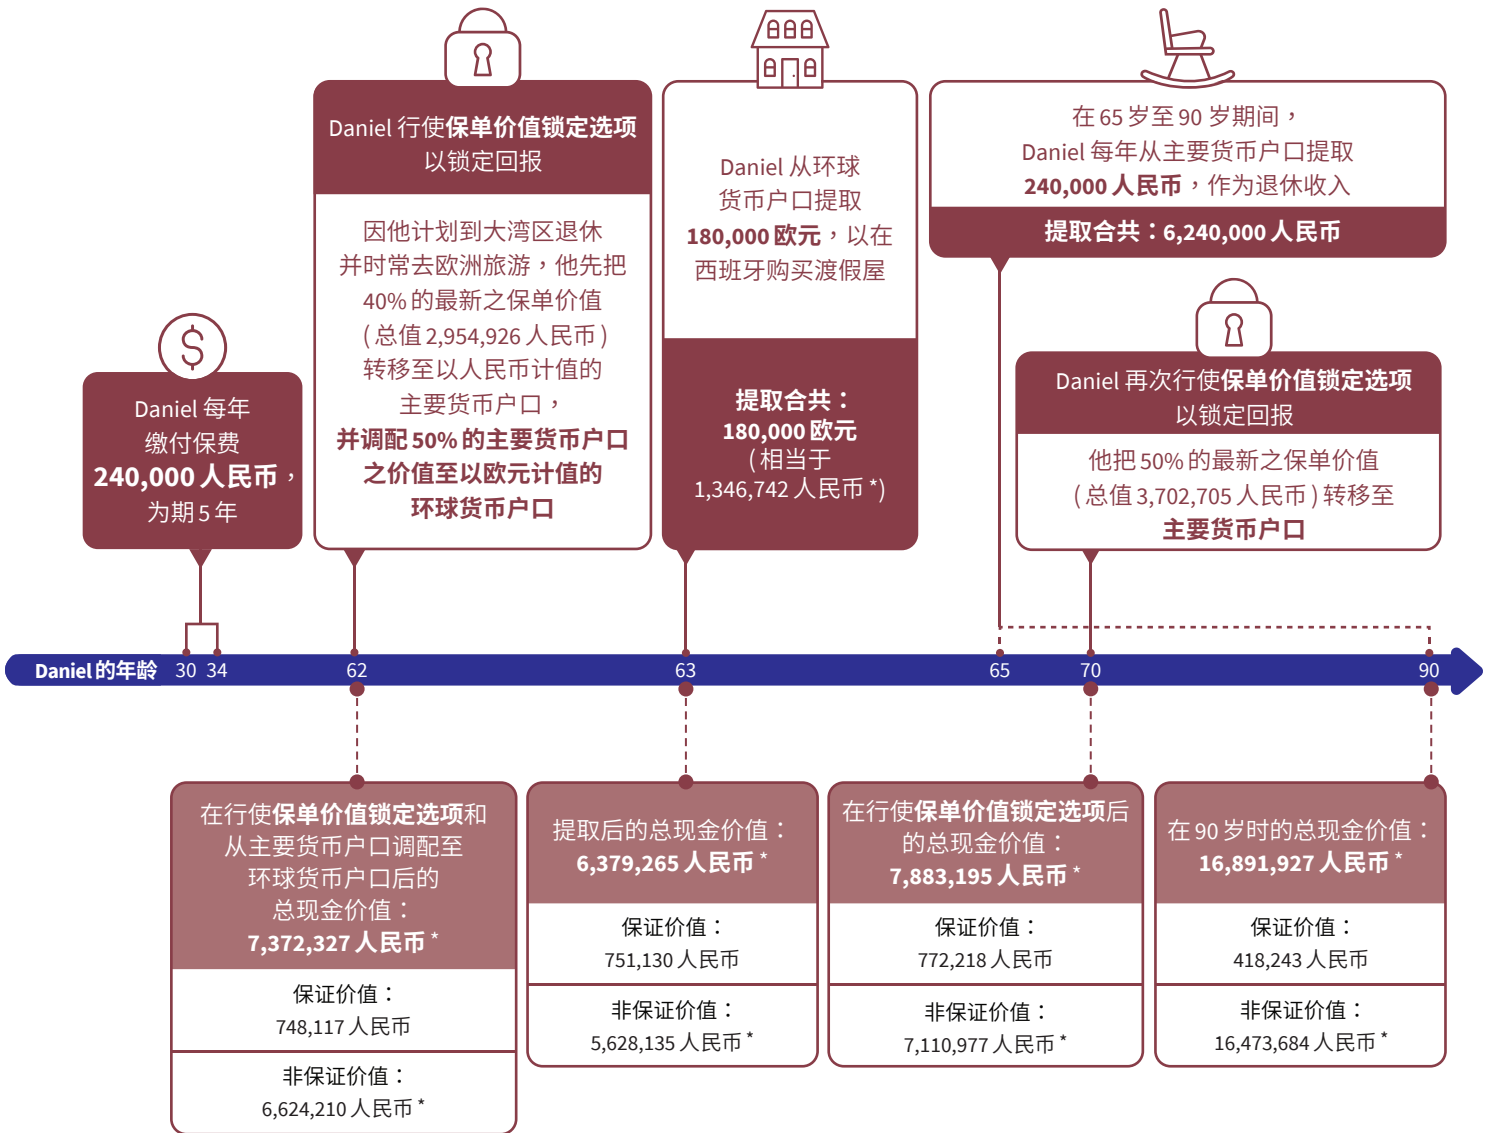 Daniel 每年
缴付保费
240,000 人民币，
为期 5 年
Daniel 行使保单价值锁定选项
以锁定回报
因他计划到大湾区退休
并时常去欧洲旅游，他先把
40% 的最新之保单价值
( 总值 2,954,926 人民币 )
转移至以人民币计值的
主要货币户口，
并调配 50% 的主要货币户口
之价值至以欧元计值的
环球货币户口
Daniel 从环球
货币户口提取
180,000 欧元，以在
西班牙购买渡假屋
提取合共：
180,000 欧元
( 相当于
1,346,742 人民币 *)
在 65 岁至 90 岁期间，
Daniel 每年从主要货币户口提取
240,000 人民币，作为退休收入
提取合共：6,240,000 人民币
Daniel 再次行使保单价值锁定选项
以锁定回报
他把 50% 的最新之保单价值
( 总值 3,702,705 人民币 ) 转移至
主要货币户口
Daniel 的年龄 30 34 62 63 65 70 90
在行使保单价值锁定选项和
从主要货币户口调配至
环球货币户口后的
总现金价值：
7,372,327 人民币 *
保证价值：
748,117 人民币
非保证价值：
6,624,210 人民币 *
提取后的总现金价值：
6,379,265 人民币 *
保证价值：
751,130 人民币
非保证价值：
5,628,135 人民币 *
在行使保单价值锁定选项后
的总现金价值：
7,883,195 人民币 *
保证价值：
772,218 人民币
非保证价值：
7,110,977 人民币 *
在 90 岁时的总现金价值：
16,891,927 人民币 *
保证价值：
418,243 人民币
非保证价值：
16,473,684 人民币 *